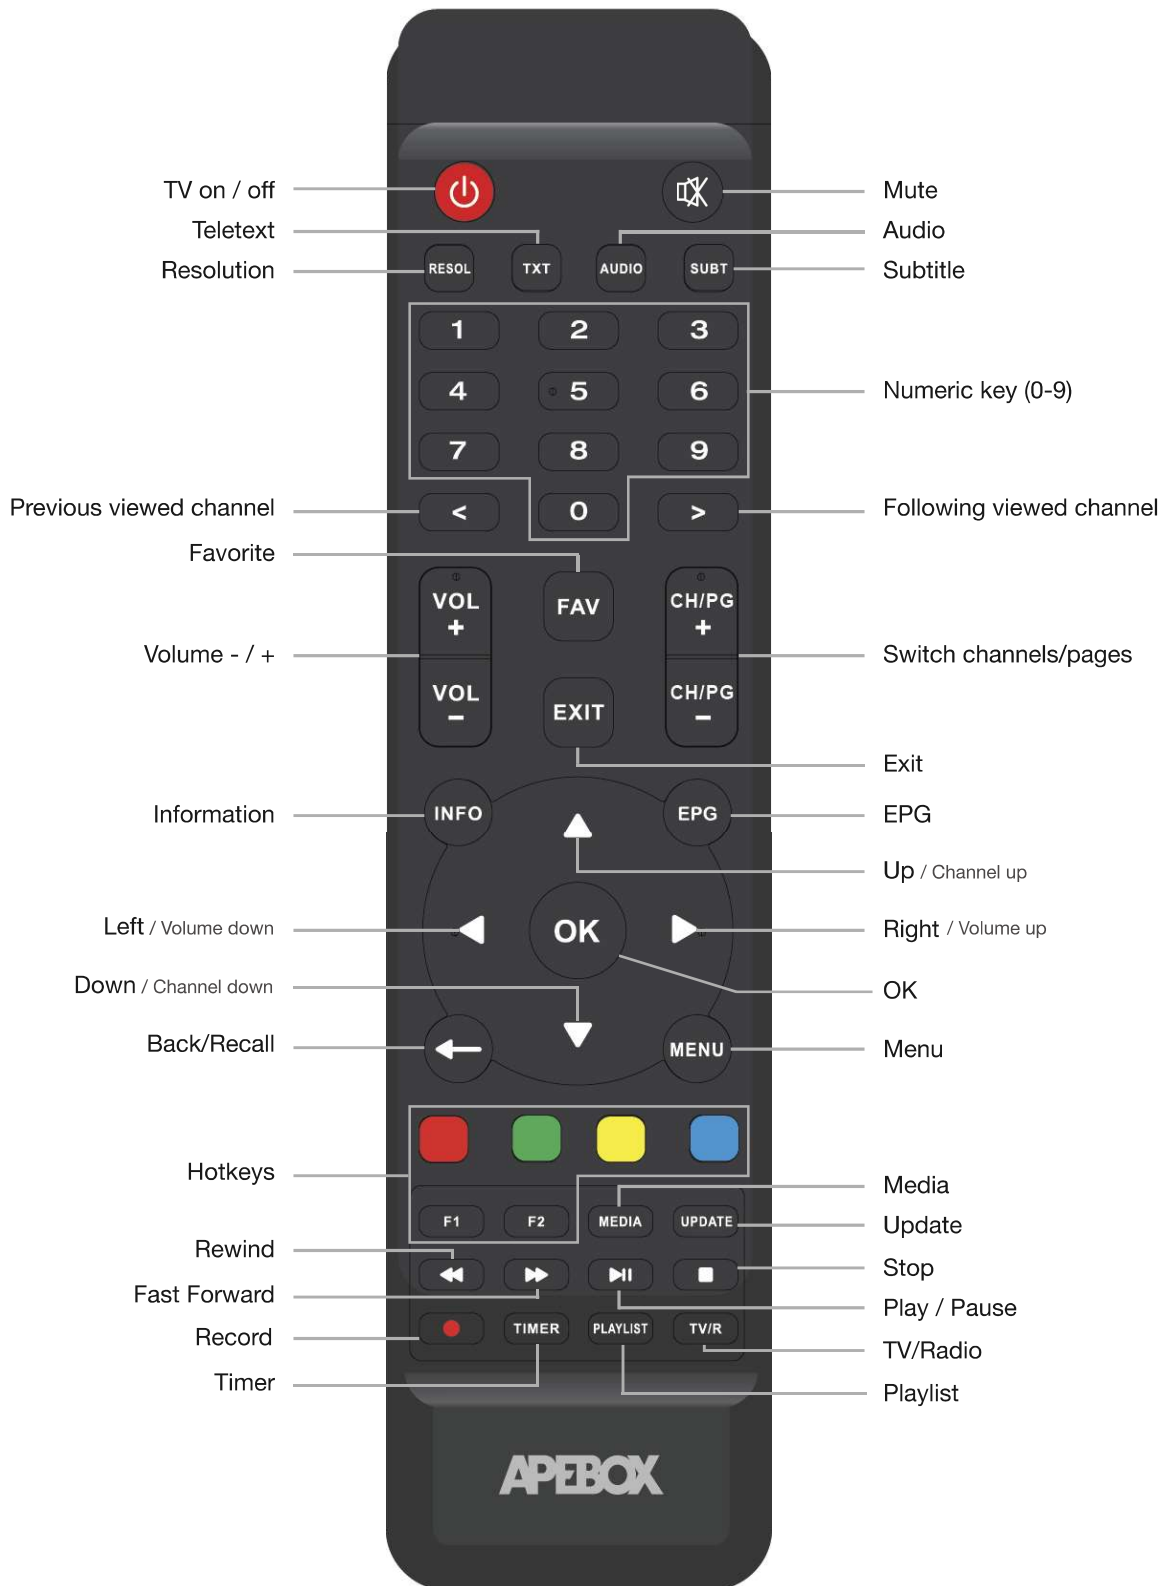 TV on / off
Mute
Teletext
Audio
Resolution
RESOL
TXT
AUDIO
SUBT
Subtitle
1
2
3
4
5
6
Numeric key (0-9)
7
8
9
Previous viewed channel
<
0
>
Following viewed channel
Favorite
VOL
+
FAV
CH/PG
+
Volume - / +
Switch channels/pages
VOL
−
EXIT
CH/PG
−
Exit
Information
INFO
EPG
EPG
Up / Channel up
Left / Volume down
OK
Right / Volume up
Down / Channel down
OK
Back/Recall
MENU
Menu
Hotkeys
Media
F1
F2
MEDIA
UPDATE
Update
Rewind
Stop
Fast Forward
Play / Pause
Record
TIMER
PLAYLIST
TV/R
TV/Radio
Timer
Playlist
APEBOX